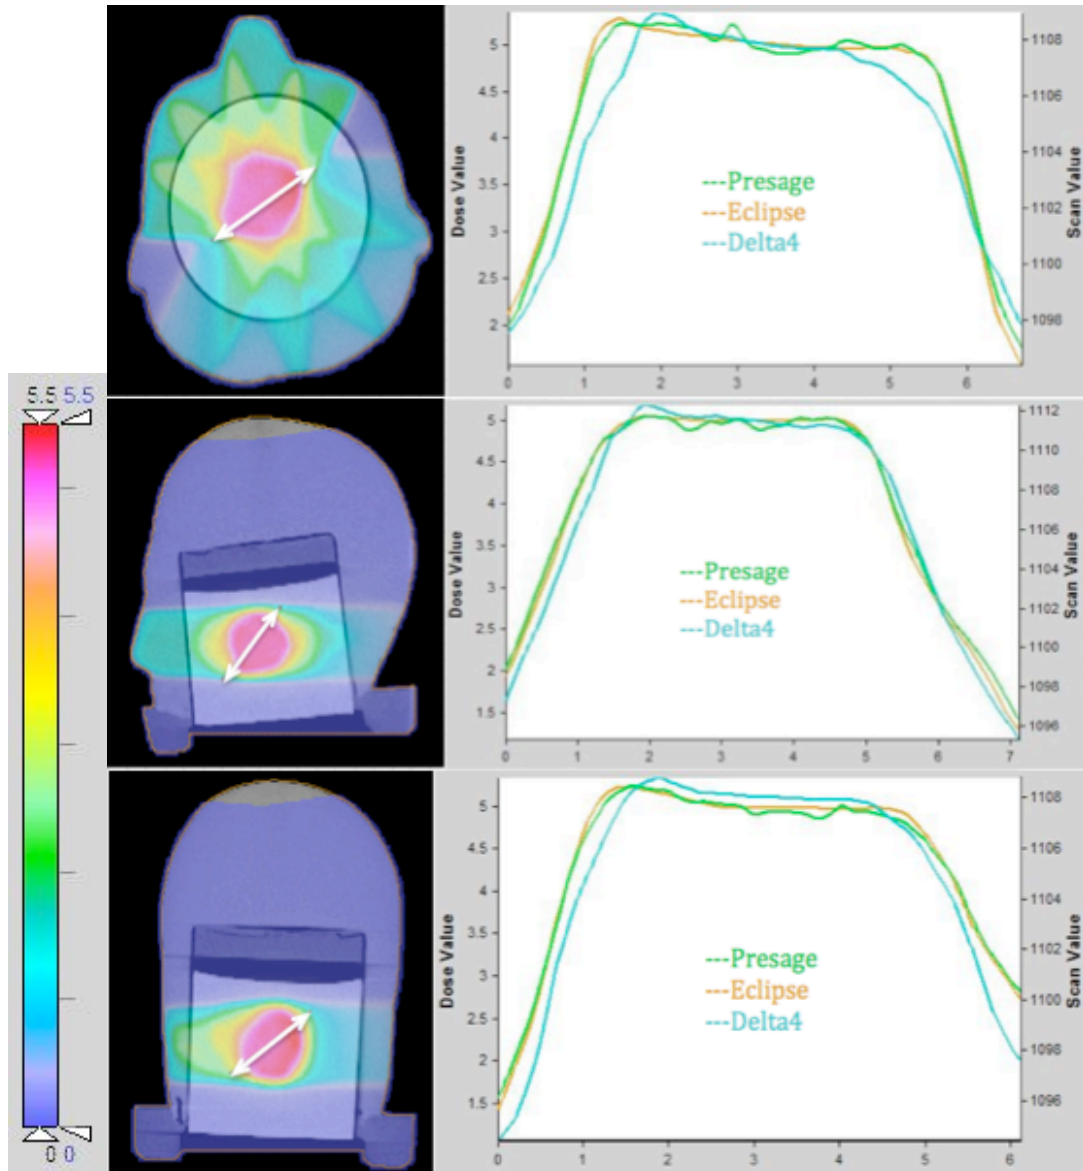 5.5 5.5
0 0
Dose Value
5
4.5
4
3.5
3
2.5
2
0 1 2 3 4 5 6
1108
1106
1104
1102
1100
1098
Scan Value
---Presage
---Eclipse
---Delta4
Dose Value
5
4.5
4
3.5
3
2.5
2
1.5
0 1 2 3 4 5 6 7
1112
1110
1108
1106
1104
1102
1100
1098
1096
Scan Value
---Presage
---Eclipse
---Delta4
Dose Value
5
4.5
4
3.5
3
2.5
2
1.5
0 1 2 3 4 5 6
1108
1106
1104
1102
1100
1098
1096
Scan Value
---Presage
---Eclipse
---Delta4